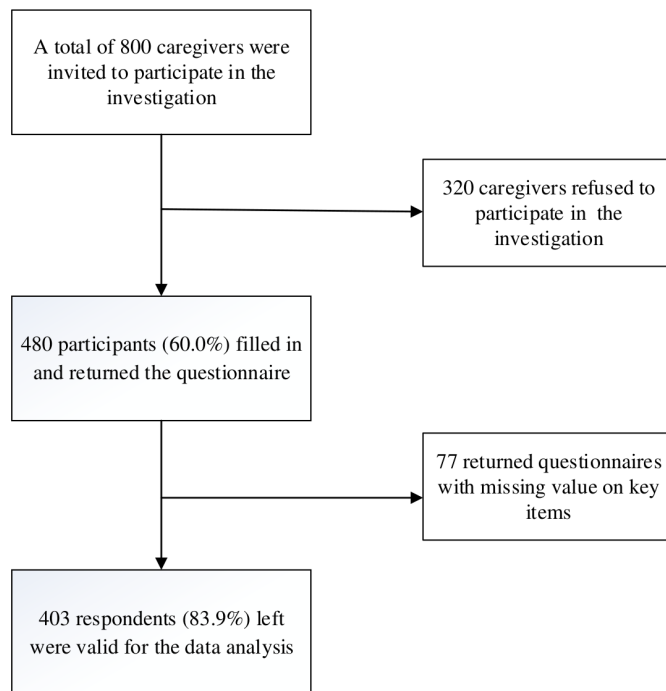 A total of 800 caregivers were
invited to participate in the
investigation
320 caregivers refused to
participate in the
investigation
480 participants (60.0%) filled in
and returned the questionnaire
77 returned questionnaires
with missing value on key
items
403 respondents (83.9%) left
were valid for the data analysis